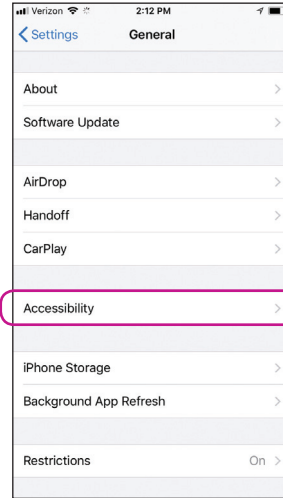 Verizon 2:12 PM
Settings General
About
Software Update
AirDrop
Handoff
CarPlay
Accessibility
iPhone Storage
Background App Refresh
Restrictions On